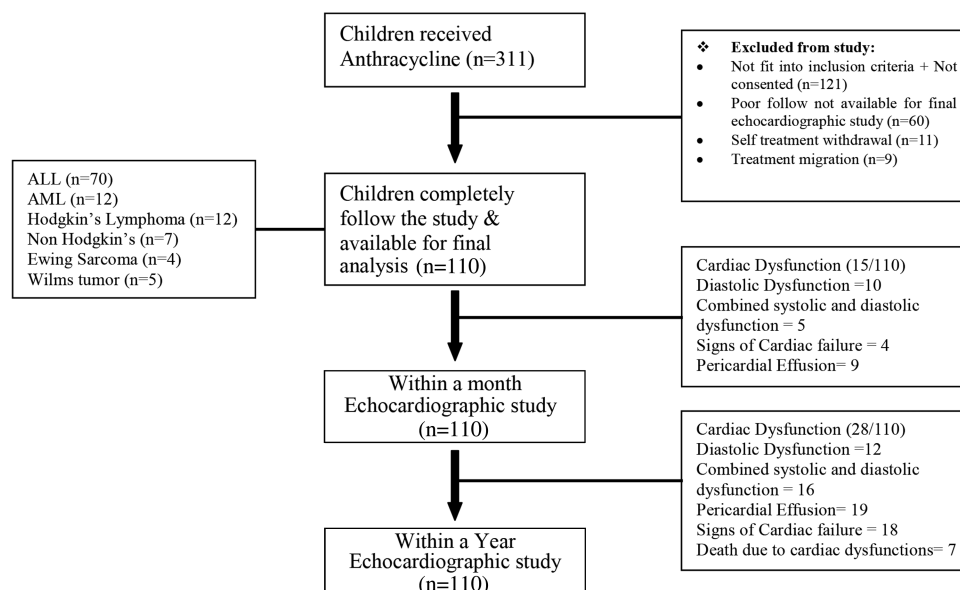 Children received
Anthracycline (n=311)
❖ Excluded from study:
• Not fit into inclusion criteria + Not
consented (n=121)
• Poor follow not available for final
echocardiographic study (n=60)
• Self treatment withdrawal (n=11)
• Treatment migration (n=9)
ALL (n=70)
AML (n=12)
Hodgkin's Lymphoma (n=12)
Non Hodgkin's (n=7)
Ewing Sarcoma (n=4)
Wilms tumor (n=5)
Children completely
follow the study &
available for final
analysis (n=110)
Cardiac Dysfunction (15/110)
Diastolic Dysfunction =10
Combined systolic and diastolic
dysfunction = 5
Signs of Cardiac failure = 4
Pericardial Effusion= 9
Within a month
Echocardiographic study
(n=110)
Cardiac Dysfunction (28/110)
Diastolic Dysfunction =12
Combined systolic and diastolic
dysfunction = 16
Pericardial Effusion= 19
Signs of Cardiac failure = 18
Death due to cardiac dysfunctions= 7
Within a Year
Echocardiographic study
(n=110)